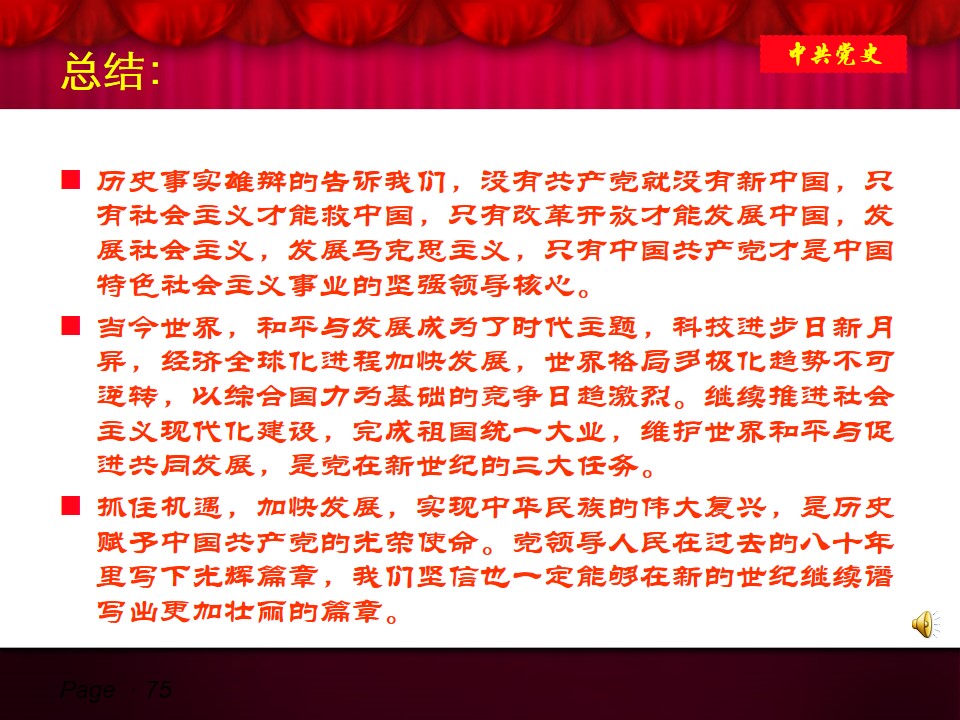 总结:
中共党史
历史事实雄辩的告诉我们，没有共产党就没有新中国，只
有社会主义才能救中国，只有改革开放才能发展中国，发
展社会主义，发展马克思主义，只有中国共产党才是中国
特色社会主义事业的坚强领导核心。
当今世界，和平与发展成为了时代主题，科技进步日新月
异，经济全球化进程加快发展，世界格局多极化趋势不可
逆转，以综合国力为基础的竞争日趋激烈。继续推进社会
主义现代化建设，完成祖国统一大业，维护世界和平与促
进共同发展，是党在新世纪的三大任务。
抓住机遇，加快发展，实现中华民族的伟大复兴，是历史
赋予中国共产党的光荣使命。党领导人民在过去的八十年
里写下光辉篇章，我们坚信也一定能够在新的世纪继续谱
写出更加壮丽的篇章。
Page 75